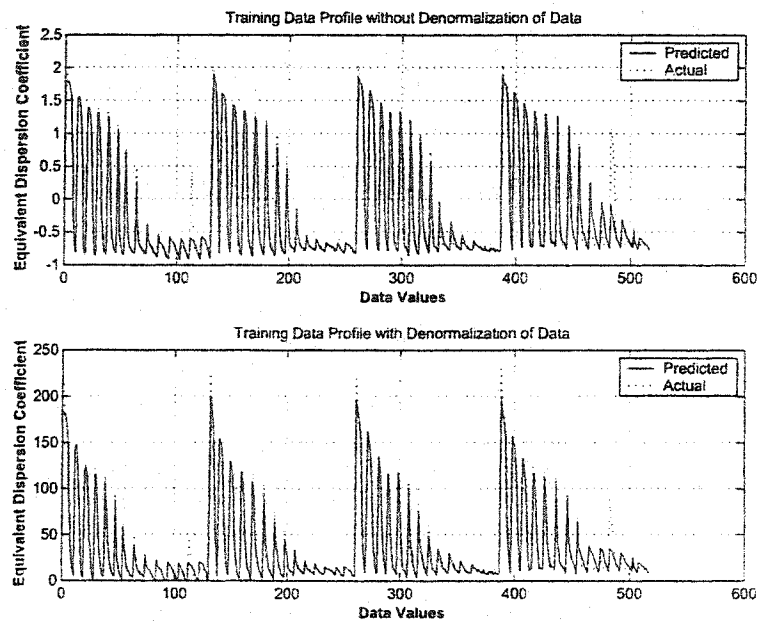 Training Data Profile without Denormalization of Data
Equivalent Dispersion Coefficient
2.5
2
1.5
1
0.5
0
-0.5
-1
Predicted
Actual
0
100
200
300
400
500
600
Data Values
Training Data Profile with Denormalization of Data
Equivalent Dispersion Coefficient
250
200
150
100
50
0
Predicted
Actual
0
100
200
300
400
500
600
Data Values